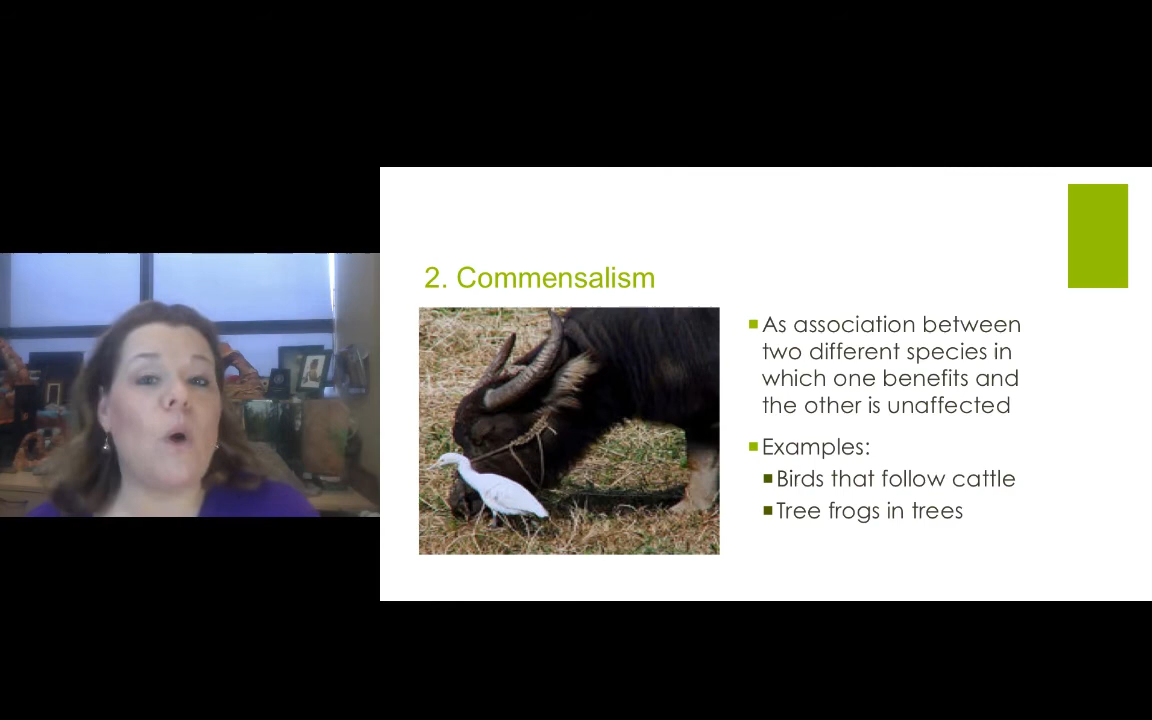 2. Commensalism
As association between
two different species in
which one benefits and
the other is unaffected
Examples:
Birds that follow cattle
Tree frogs in trees